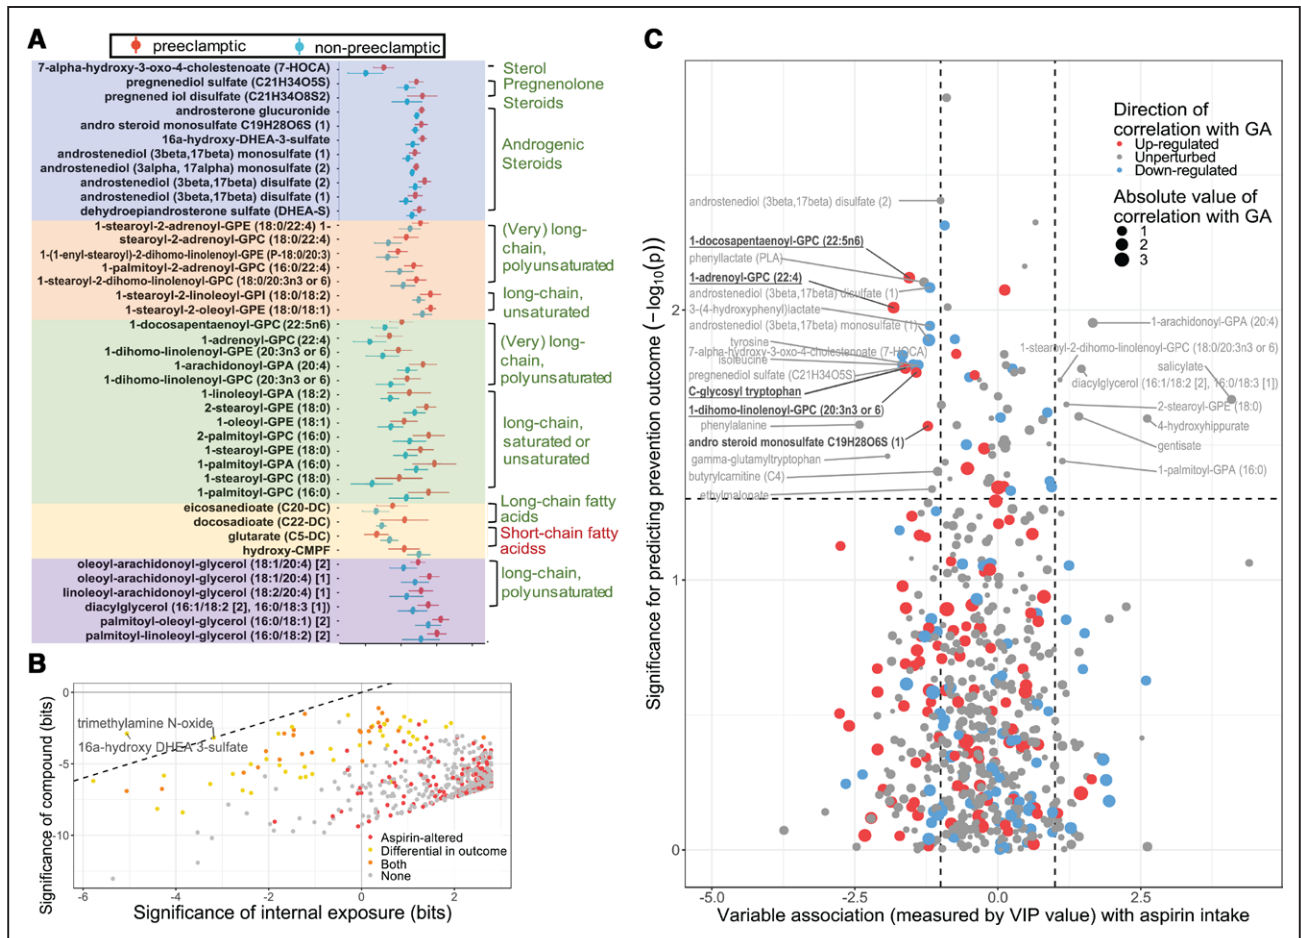 A
preeclamptic
non-preeclamptic
7-alpha-hydroxy-3-oxo-4-cholestenoate (7-HOCA)
pregnenediol sulfate (C21H34O5S)
pregnened iol disulfate (C21H34O8S2)
androsterone glucuronide
andro steroid monosulfate C19H28O6S (1)
16a-hydroxy-DHEA-3-sulfate
androstenediol (3beta,17beta) monosulfate (1)
androstenediol (3alpha, 17alpha) monosulfate (2)
androstenediol (3beta,17beta) disulfate (2)
androstenediol (3beta,17beta) disulfate (1)
dehydroepiandrosterone sulfate (DHEA-S)
1-stearoyl-2-adrenoyl-GPE (18:0/22:4) 1-
stearoyl-2-adrenoyl-GPC (18:0/22:4)
1-(1-enyl-stearoyl)-2-dihomo-linolenoyl-GPE (P-18:0/20:3)
1-palmitoyl-2-adrenoyl-GPC (16:0/22:4)
1-stearoyl-2-dihomo-linolenoyl-GPC (18:0/20:3n3 or 6)
1-stearoyl-2-linoleoyl-GPI (18:0/18:2)
1-stearoyl-2-oleoyl-GPE (18:1)
1-docosapentaenoyl-GPC (22:5n6)
1-adrenoyl-GPC (22:4)
1-dihomo-linolenoyl-GPE (20:3n3 or 6)
1-arachidonoyl-GPA (20:4)
1-dihomo-linolenoyl-GPC (20:3n3 or 6)
1-linoleoyl-GPA (18:2)
2-stearoyl-GPE (18:0)
1-oleoyl-GPE (18:1)
2-palmitoyl-GPC (16:0)
1-stearoyl-GPE (18:0)
1-palmitoyl-GPA (16:0)
1-stearoyl-GPC (18:0)
1-palmitoyl-GPC (16:0)
eicosanedioate (C20-DC)
docosadioate (C22-DC)
glutarate (C5-DC)
hydroxy-CMPF
oleoyl-arachidonoyl-glycerol (18:1/20:4) [2]
oleoyl-arachidonoyl-glycerol (18:1/20:4) [1]
linoleoyl-arachidonoyl-glycerol (18:2/20:4) [1]
diacylglycerol (16:1/18:2 [2], 16:0/18:3 [1])
palmitoyl-oleoyl-glycerol (16:0/18:1) [2]
palmitoyl-linoleoyl-glycerol (16:0/18:2) [2]
Sterol
Pregnenolone
Steroids
Androgenic
Steroids
(Very) long-
chain,
polyunsaturated
long-chain,
unsaturated
(Very) long-
chain,
polyunsaturated
long-chain,
saturated or
unsaturated
Long-chain fatty
acids
Short-chain fatty
acidss
long-chain,
polyunsaturated
B
Significance of compound (bits)
0
-5
-10
trimethylamine N-oxide
16a-hydroxy DHEA 3-sulfate
Aspirin-altered
Differential in outcome
Both
None
-6
-4
-2
0
2
Significance of internal exposure (bits)
C
Significance for predicting prevention outcome (−log10(p))
2
1
0
Direction of
correlation with GA
Up-regulated
Unperturbed
Down-regulated
Absolute value of
correlation with GA
1
2
3
androstenediol (3beta,17beta) disulfate (2)
1-docosapentaenoyl-GPC (22:5n6)
phenyllactate (PLA)
1-adrenoyl-GPC (22:4)
androstenediol (3beta,17beta) disulfate (1)
3-(4-hydroxyphenyl)lactate
androstenediol (3beta,17beta) monosulfate (1)
tyrosine
7-alpha-hydroxy-3-oxo-4-cholestenoate (7-HOCA)
isoleucine
pregnenediol sulfate (C21H34O5S)
C-glycosyl tryptophan
1-dihomo-linolenoyl-GPC (20:3n3 or 6)
phenylalanine
andro steroid monosulfate C19H28O6S (1)
gamma-glutamyltryptophan
butyrylcarnitine (C4)
ethylmalonate
1-arachidonoyl-GPA (20:4)
1-stearoyl-2-dihomo-linolenoyl-GPC (18:0/20:3n3 or 6)
salicylate
diacylglycerol (16:1/18:2 [2], 16:0/18:3 [1])
2-stearoyl-GPE (18:0)
4-hydroxyhippurate
gentisate
1-palmitoyl-GPA (16:0)
-5.0
-2.5
0.0
2.5
Variable association (measured by VIP value) with aspirin intake